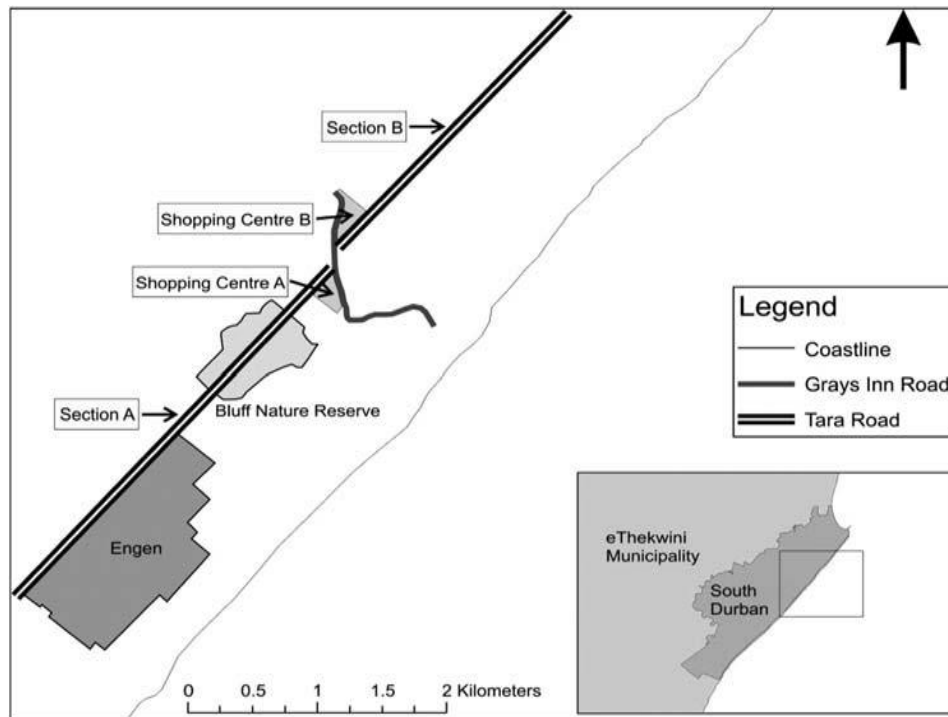 Section B
Shopping Centre B
Shopping Centre A
Bluff Nature Reserve
Section A
Engen
Legend
Coastline
Grays Inn Road
Tara Road
eThekwini
Municipality
South
Durban
0 0.5 1 1.5 2 Kilometers